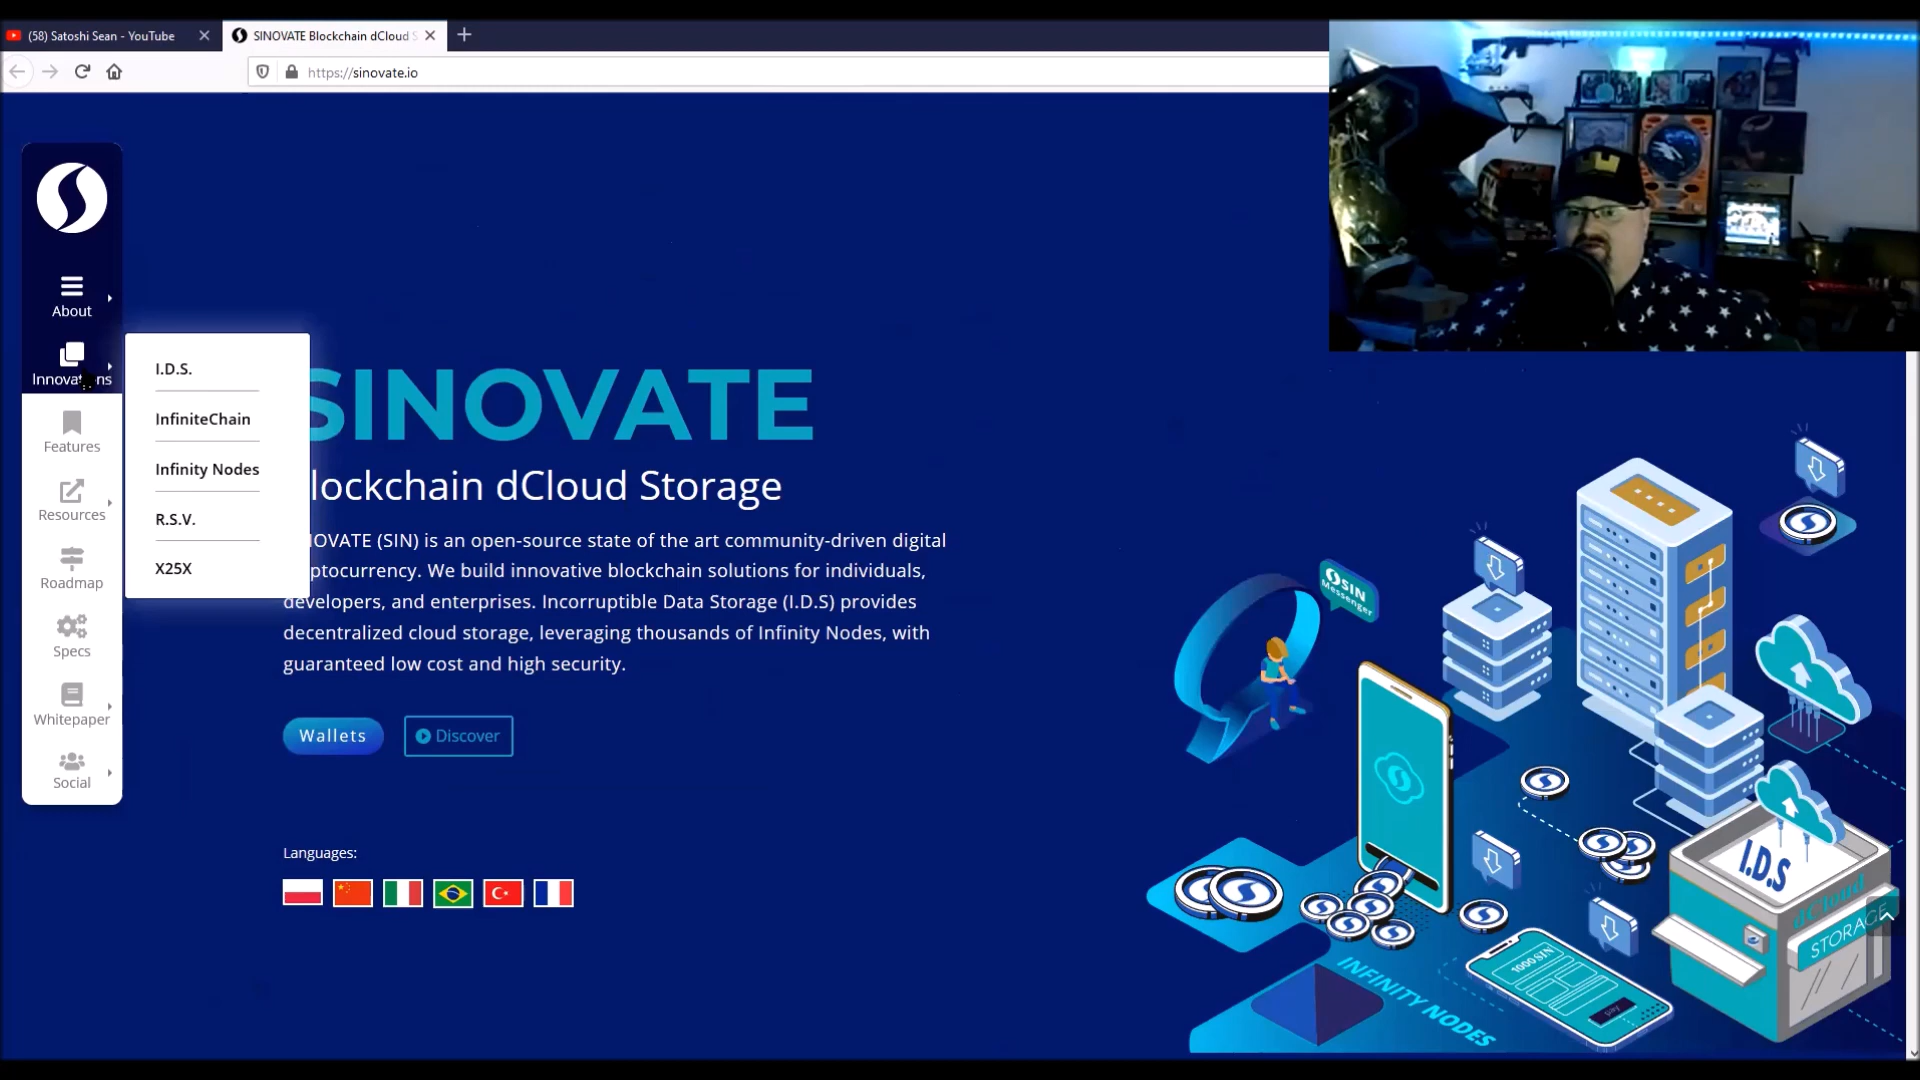 (58) Satoshi Sean - YouTube
SINOVATE Blockchain dCloud S
https://sinovate.io
About
Innovations
Features
Resources
Roadmap
Specs
Whitepaper
Social
I.D.S.
InfiniteChain
Infinity Nodes
R.S.V.
X25X
SINOVATE
lockchain dCloud Storage
OVATE (SIN) is an open-source state of the art community-driven digital
ptocurrency. We build innovative blockchain solutions for individuals,
developers, and enterprises. Incorruptible Data Storage (I.D.S) provides
decentralized cloud storage, leveraging thousands of Infinity Nodes, with
guaranteed low cost and high security.
Wallets
Discover
Languages:
SIN
Messenger
I.D.S
dCloud
STORAGE
1000 SIN
pay
INFINITY NODES